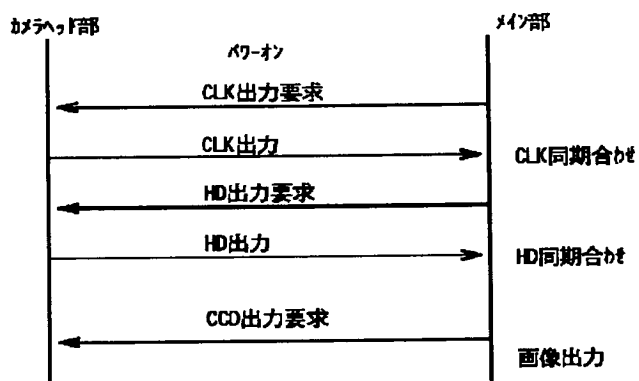 カメラヘッド部
メイン部
パワーオン
CLK出力要求
CLK出力
CLK同期合わせ
HD出力要求
HD出力
HD同期合わせ
CCD出力要求
画像出力